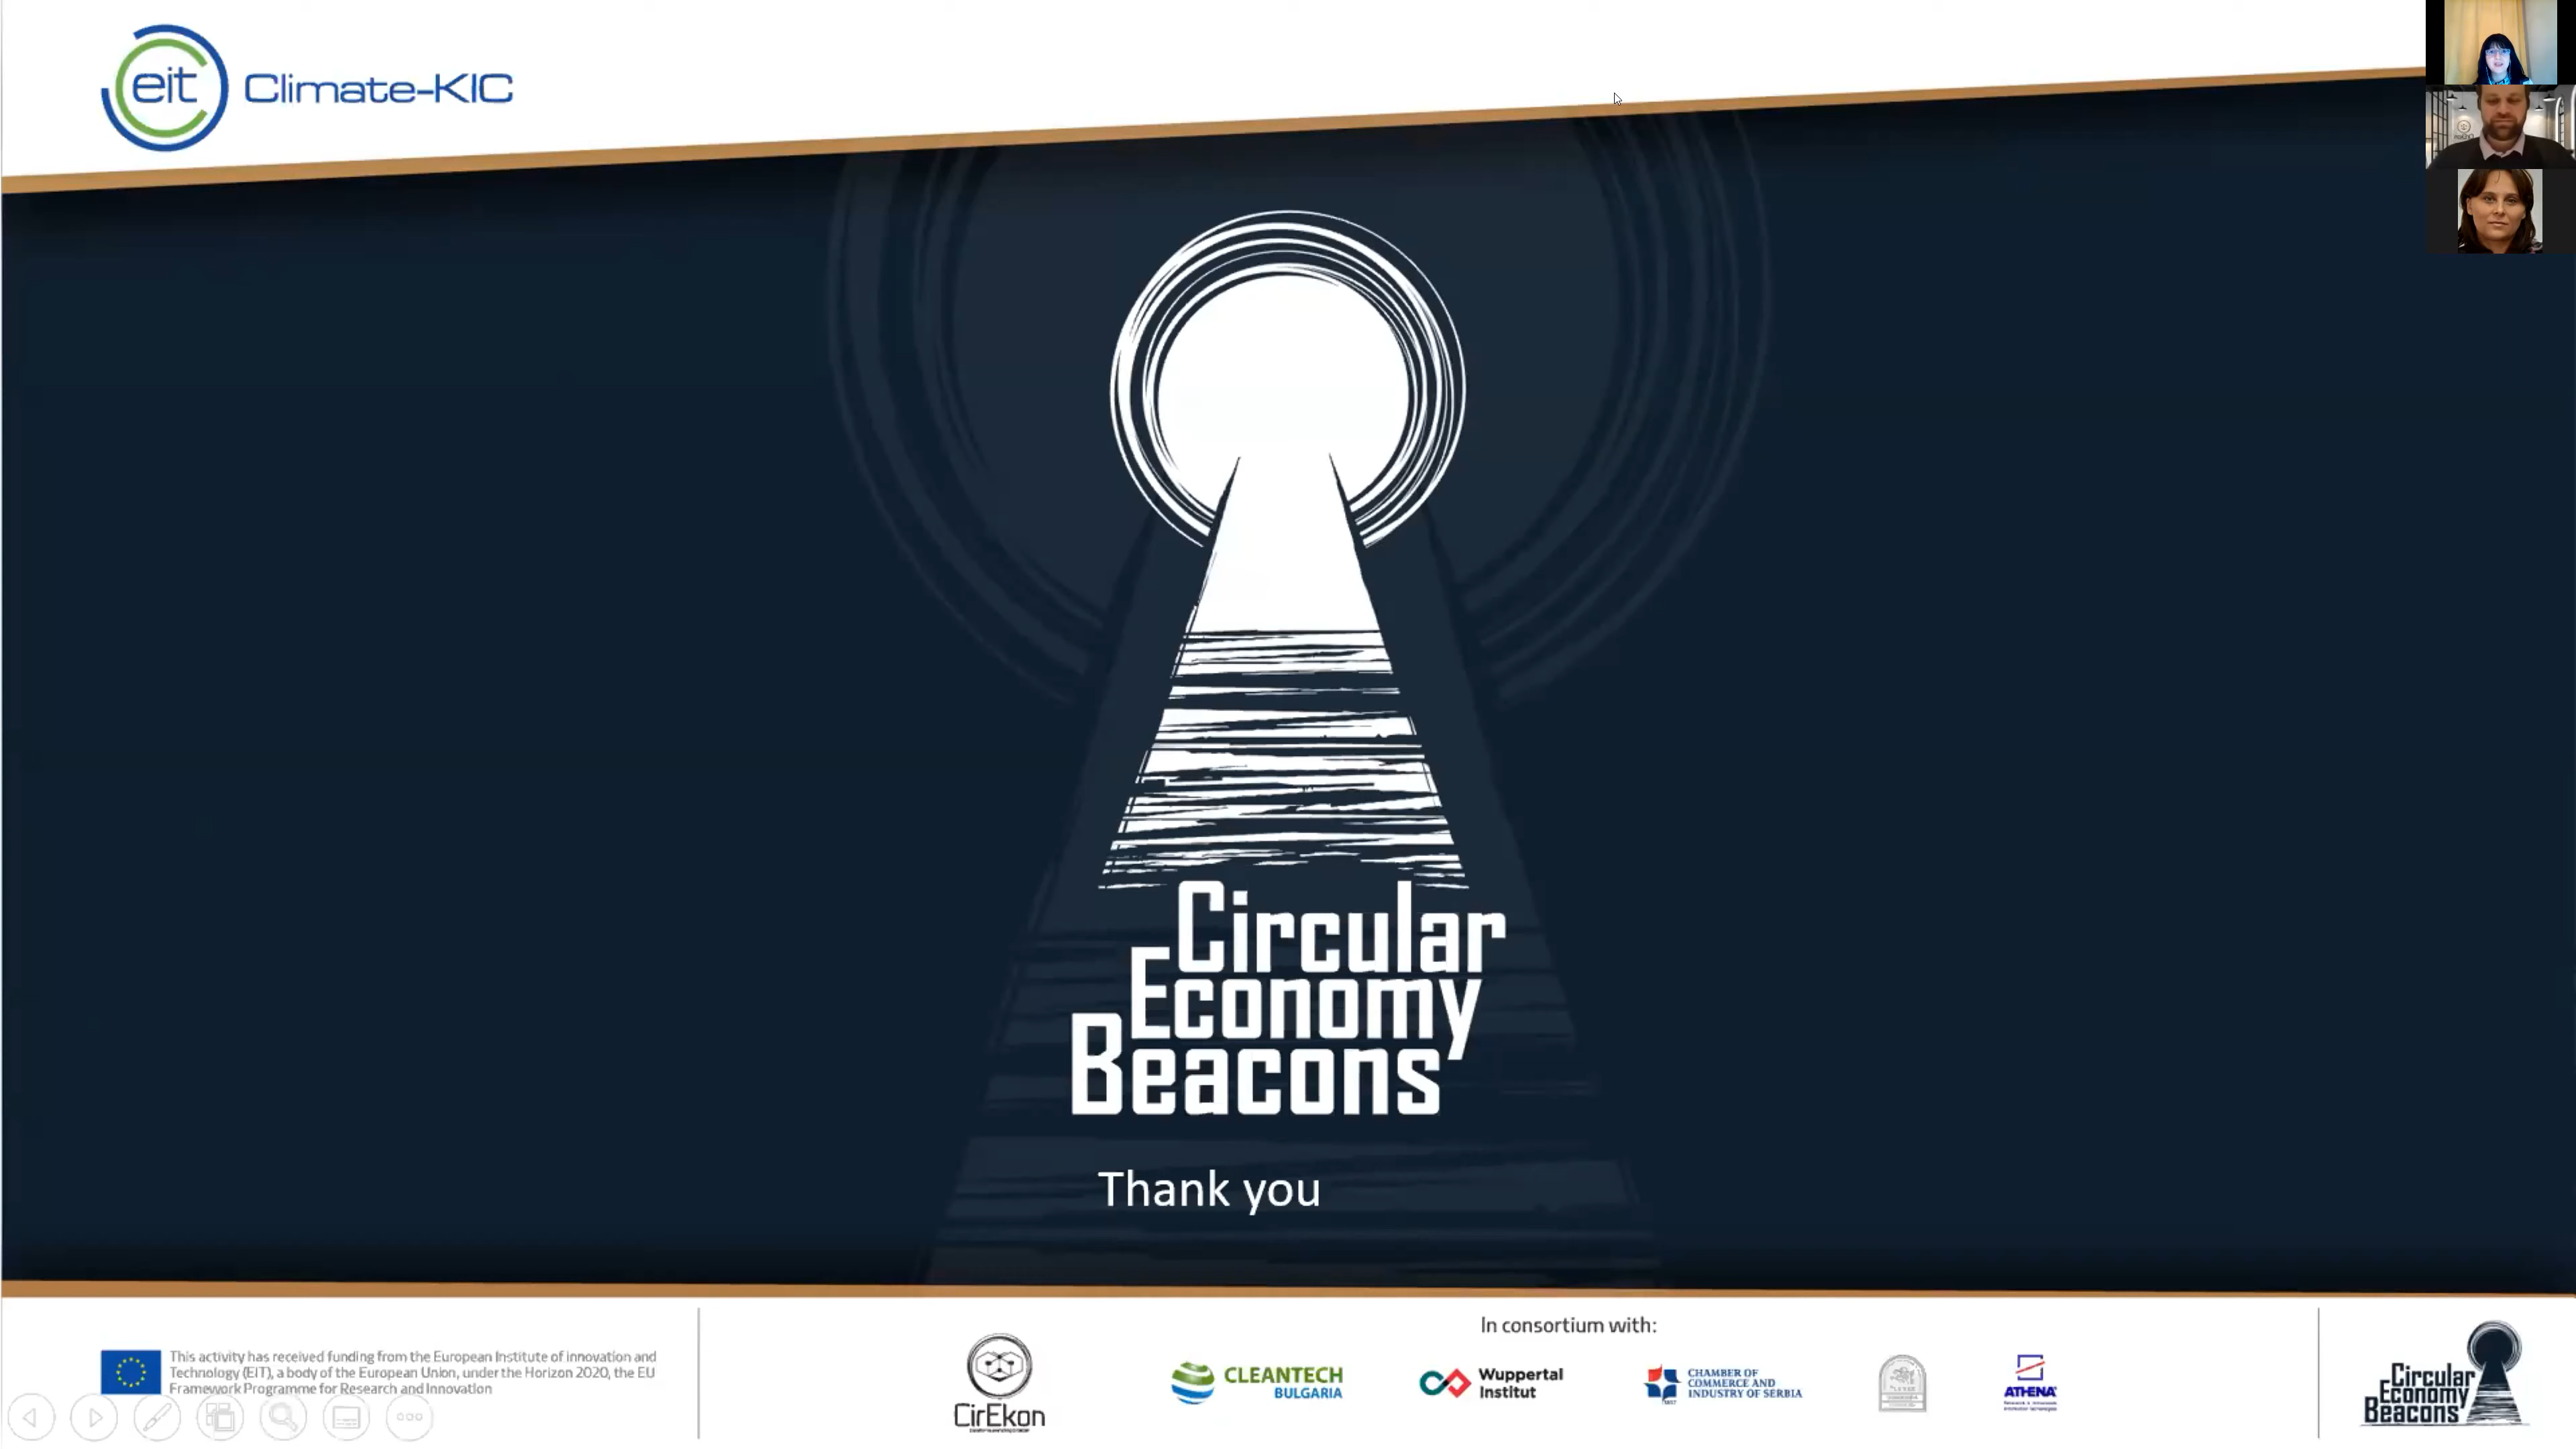 eit Climate-KIC
Circular
Economy
Beacons
Thank you
In consortium with:
This activity has received funding from the European Institute of innovation and
Technology (EIT), a body of the European Union, under the Horizon 2020, the EU
Framework Programme for Research and Innovation
CirEkon
CLEANTECH
BULGARIA
Wuppertal
Institut
CHAMBER OF
COMMERCE AND
INDUSTRY OF SERBIA
ATHENA
Circular
Economy
Beacons